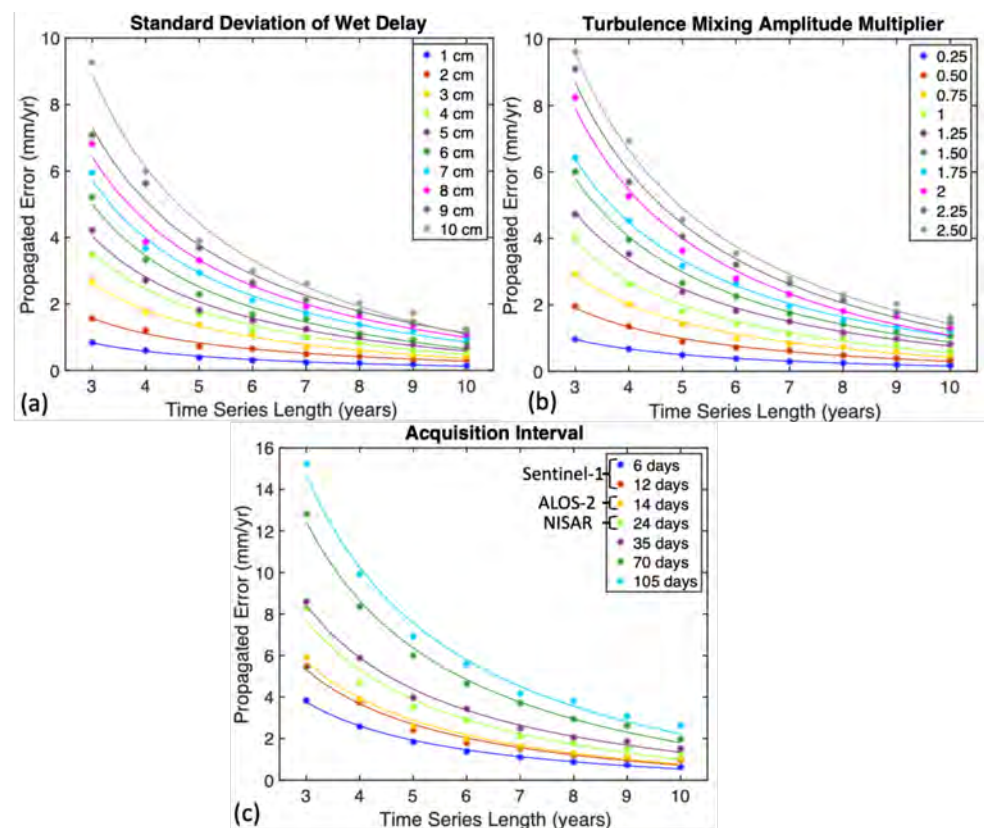 Standard Deviation of Wet Delay
10
8
6
4
2
0
Propagated Error (mm/yr)
1 cm
2 cm
3 cm
4 cm
5 cm
6 cm
7 cm
8 cm
9 cm
10 cm
3 4 5 6 7 8 9 10
Time Series Length (years)
(a)
Turbulence Mixing Amplitude Multiplier
10
8
6
4
2
0
Propagated Error (mm/yr)
0.25
0.50
0.75
1
1.25
1.50
1.75
2
2.25
2.50
3 4 5 6 7 8 9 10
Time Series Length (years)
(b)
Acquisition Interval
16
14
12
10
8
6
4
2
0
Propagated Error (mm/yr)
Sentinel-1
ALOS-2
NISAR
6 days
12 days
14 days
24 days
35 days
70 days
105 days
3 4 5 6 7 8 9 10
Time Series Length (years)
(c)